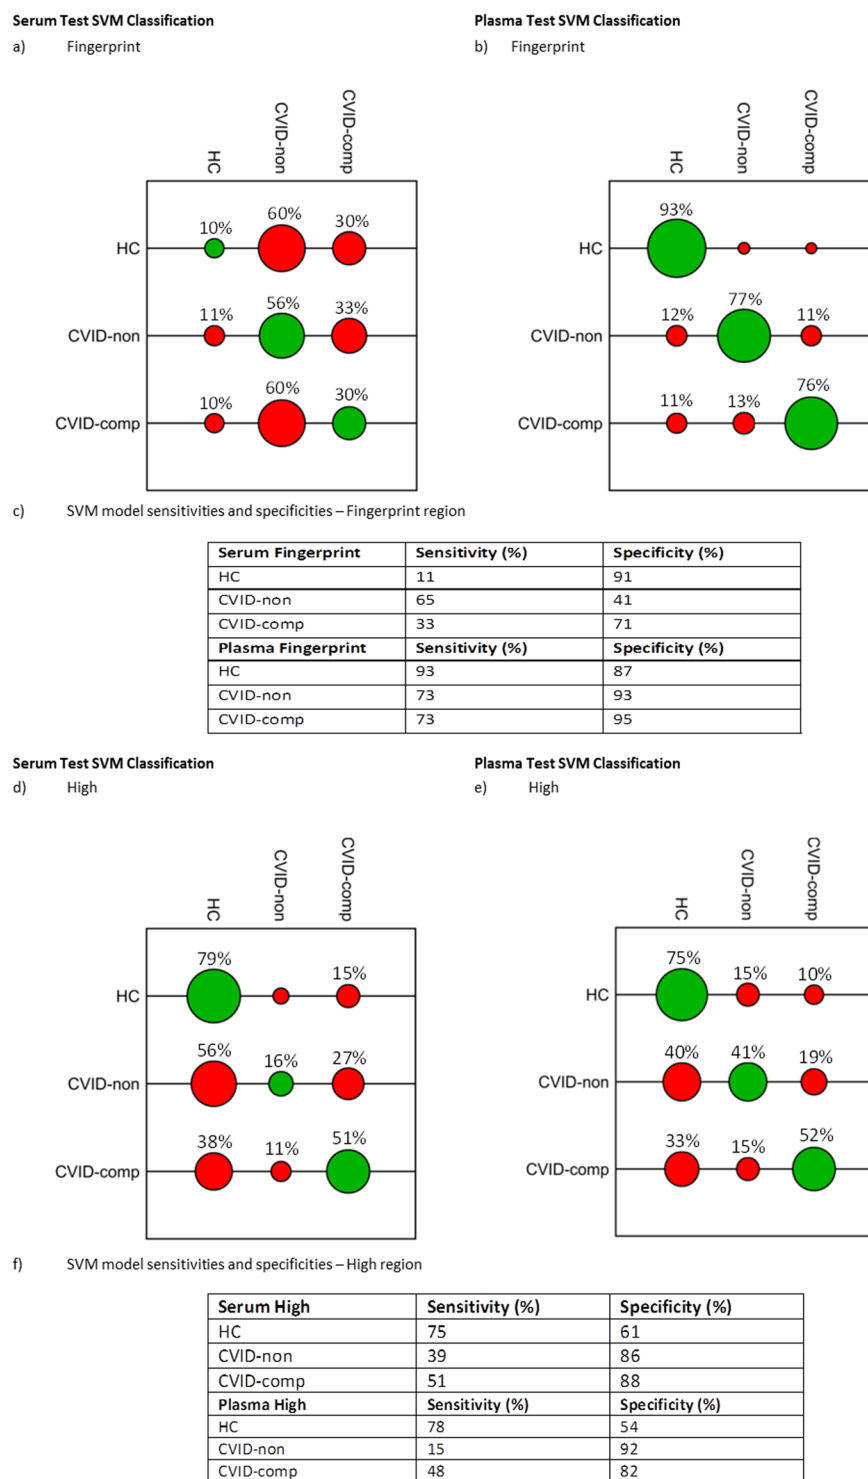 Serum Test SVM Classification
Plasma Test SVM Classification
a) Fingerprint
b) Fingerprint
HC CVID-non CVID-comp
HC 10% 60% 30%
CVID-non 11% 56% 33%
CVID-comp 10% 60% 30%
HC CVID-non CVID-comp
HC 93%
CVID-non 12% 77% 11%
CVID-comp 11% 13% 76%
c) SVM model sensitivities and specificities – Fingerprint region
Serum Fingerprint Sensitivity (%) Specificity (%)
HC 11 91
CVID-non 65 41
CVID-comp 33 71
Plasma Fingerprint Sensitivity (%) Specificity (%)
HC 93 87
CVID-non 73 93
CVID-comp 73 95
Serum Test SVM Classification
Plasma Test SVM Classification
d) High
e) High
HC CVID-non CVID-comp
HC 79% 15%
CVID-non 56% 16% 27%
CVID-comp 38% 11% 51%
HC CVID-non CVID-comp
HC 75% 15% 10%
CVID-non 40% 41% 19%
CVID-comp 33% 15% 52%
f) SVM model sensitivities and specificities – High region
Serum High Sensitivity (%) Specificity (%)
HC 75 61
CVID-non 39 86
CVID-comp 51 88
Plasma High Sensitivity (%) Specificity (%)
HC 78 54
CVID-non 15 92
CVID-comp 48 82